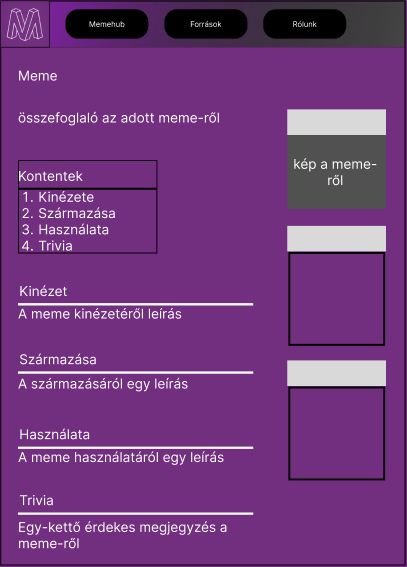 M
Memehub
Források
Rólunk
Meme
összefoglaló az adott meme-ről
kép a meme-
ről
Kontentek
1. Kinézete
2. Származása
3. Használata
4. Trivia
Kinézet
A meme kinézetéről leírás
Származása
A származásáról egy leírás
Használata
A meme használatáról egy leírás
Trivia
Egy-kettő érdekes megjegyzés a
meme-ről